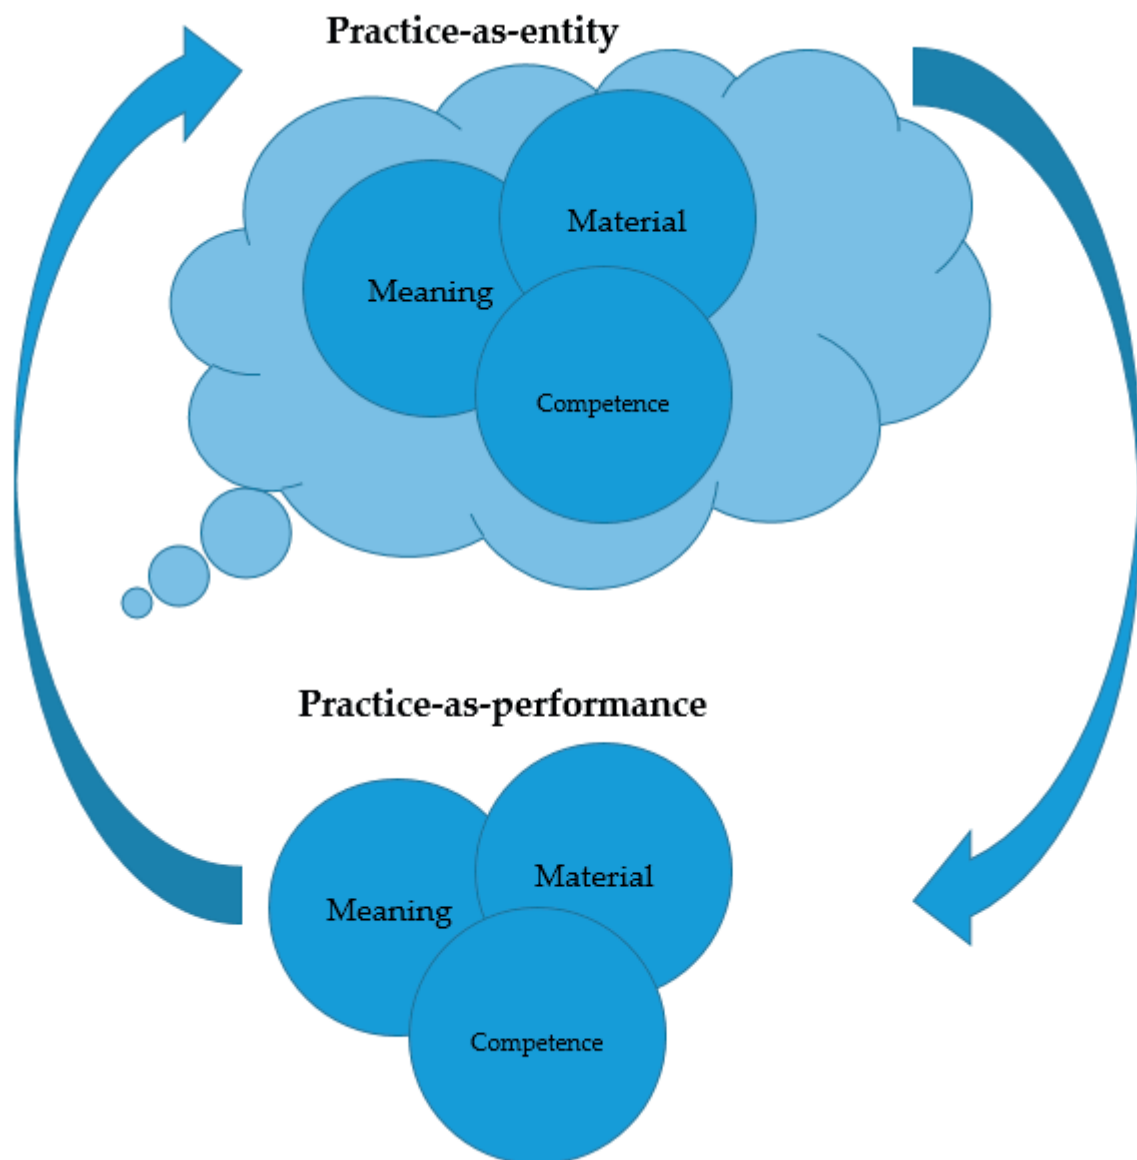 Practice-as-entity
Material
Meaning
Competence
Practice-as-performance
Material
Meaning
Competence